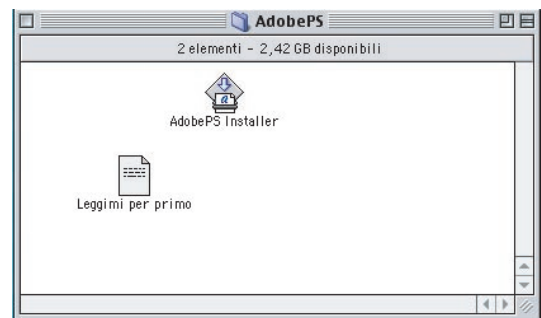 AdobePS
2 elementi - 2,42 GB disponibili
a
AdobePS Installer
Leggimi per primo